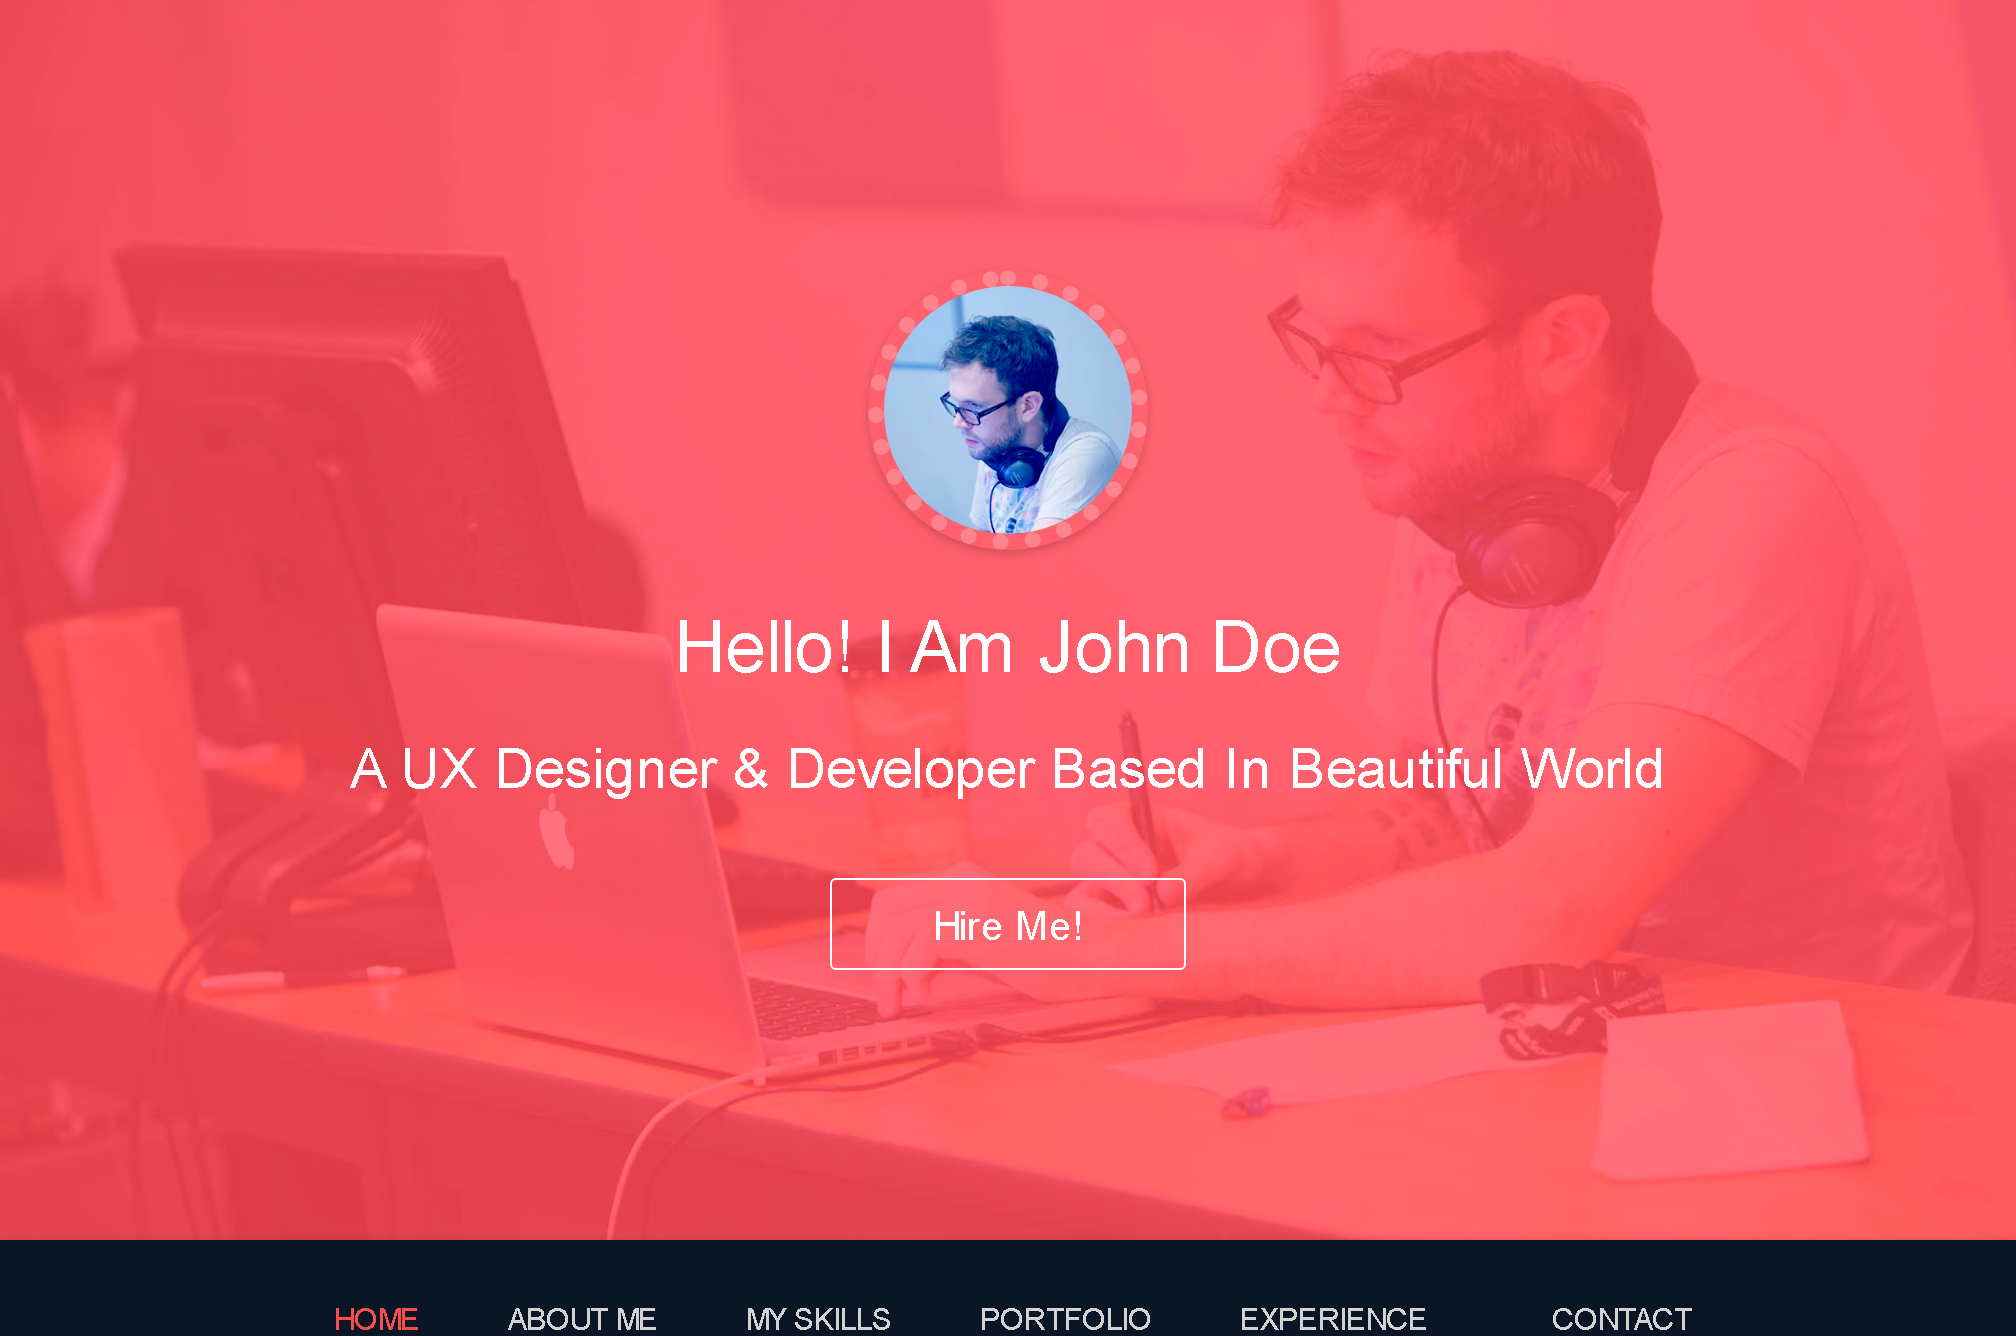 Hello! I Am John Doe
A UX Designer & Developer Based In Beautiful World
Hire Me!
HOME ABOUT ME MY SKILLS PORTFOLIO EXPERIENCE CONTACT